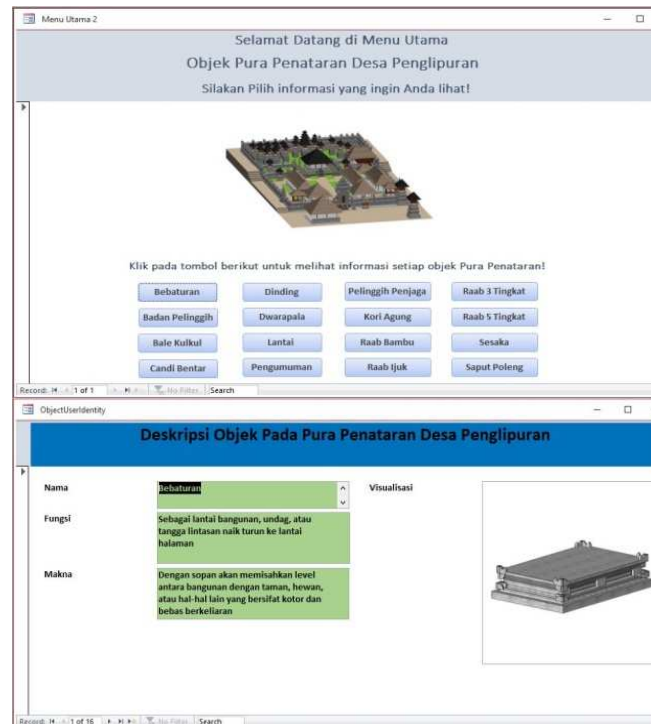 Menu Utama 2
Selamat Datang di Menu Utama
Objek Pura Penataran Desa Penglipuran
Silakan Pilih informasi yang ingin Anda lihat!
Klik pada tombol berikut untuk melihat informasi setiap objek Pura Penataran!
Bebaturan Dinding Pelinggih Penjaga Raab 3 Tingkat
Badan Pelinggih Dwarapala Kori Agung Raab 5 Tingkat
Bale Kulkul Lantai Raab Bambu Sesaka
Candi Bentar Pengumuman Raab Ijuk Saput Poleng
Record: 1 of 1 No Filter Search
ObjectUserIdentity
Deskripsi Objek Pada Pura Penataran Desa Penglipuran
Nama Bebaturan Visualisasi
Fungsi Sebagai lantai bangunan, undag, atau
tangga lintasan naik turun ke lantai
halaman
Makna Dengan sopan akan memisahkan level
antara bangunan dengan taman, hewan,
atau hal-hal lain yang bersifat kotor dan
bebas berkeliaran
Record: 1 of 16 No Filter Search